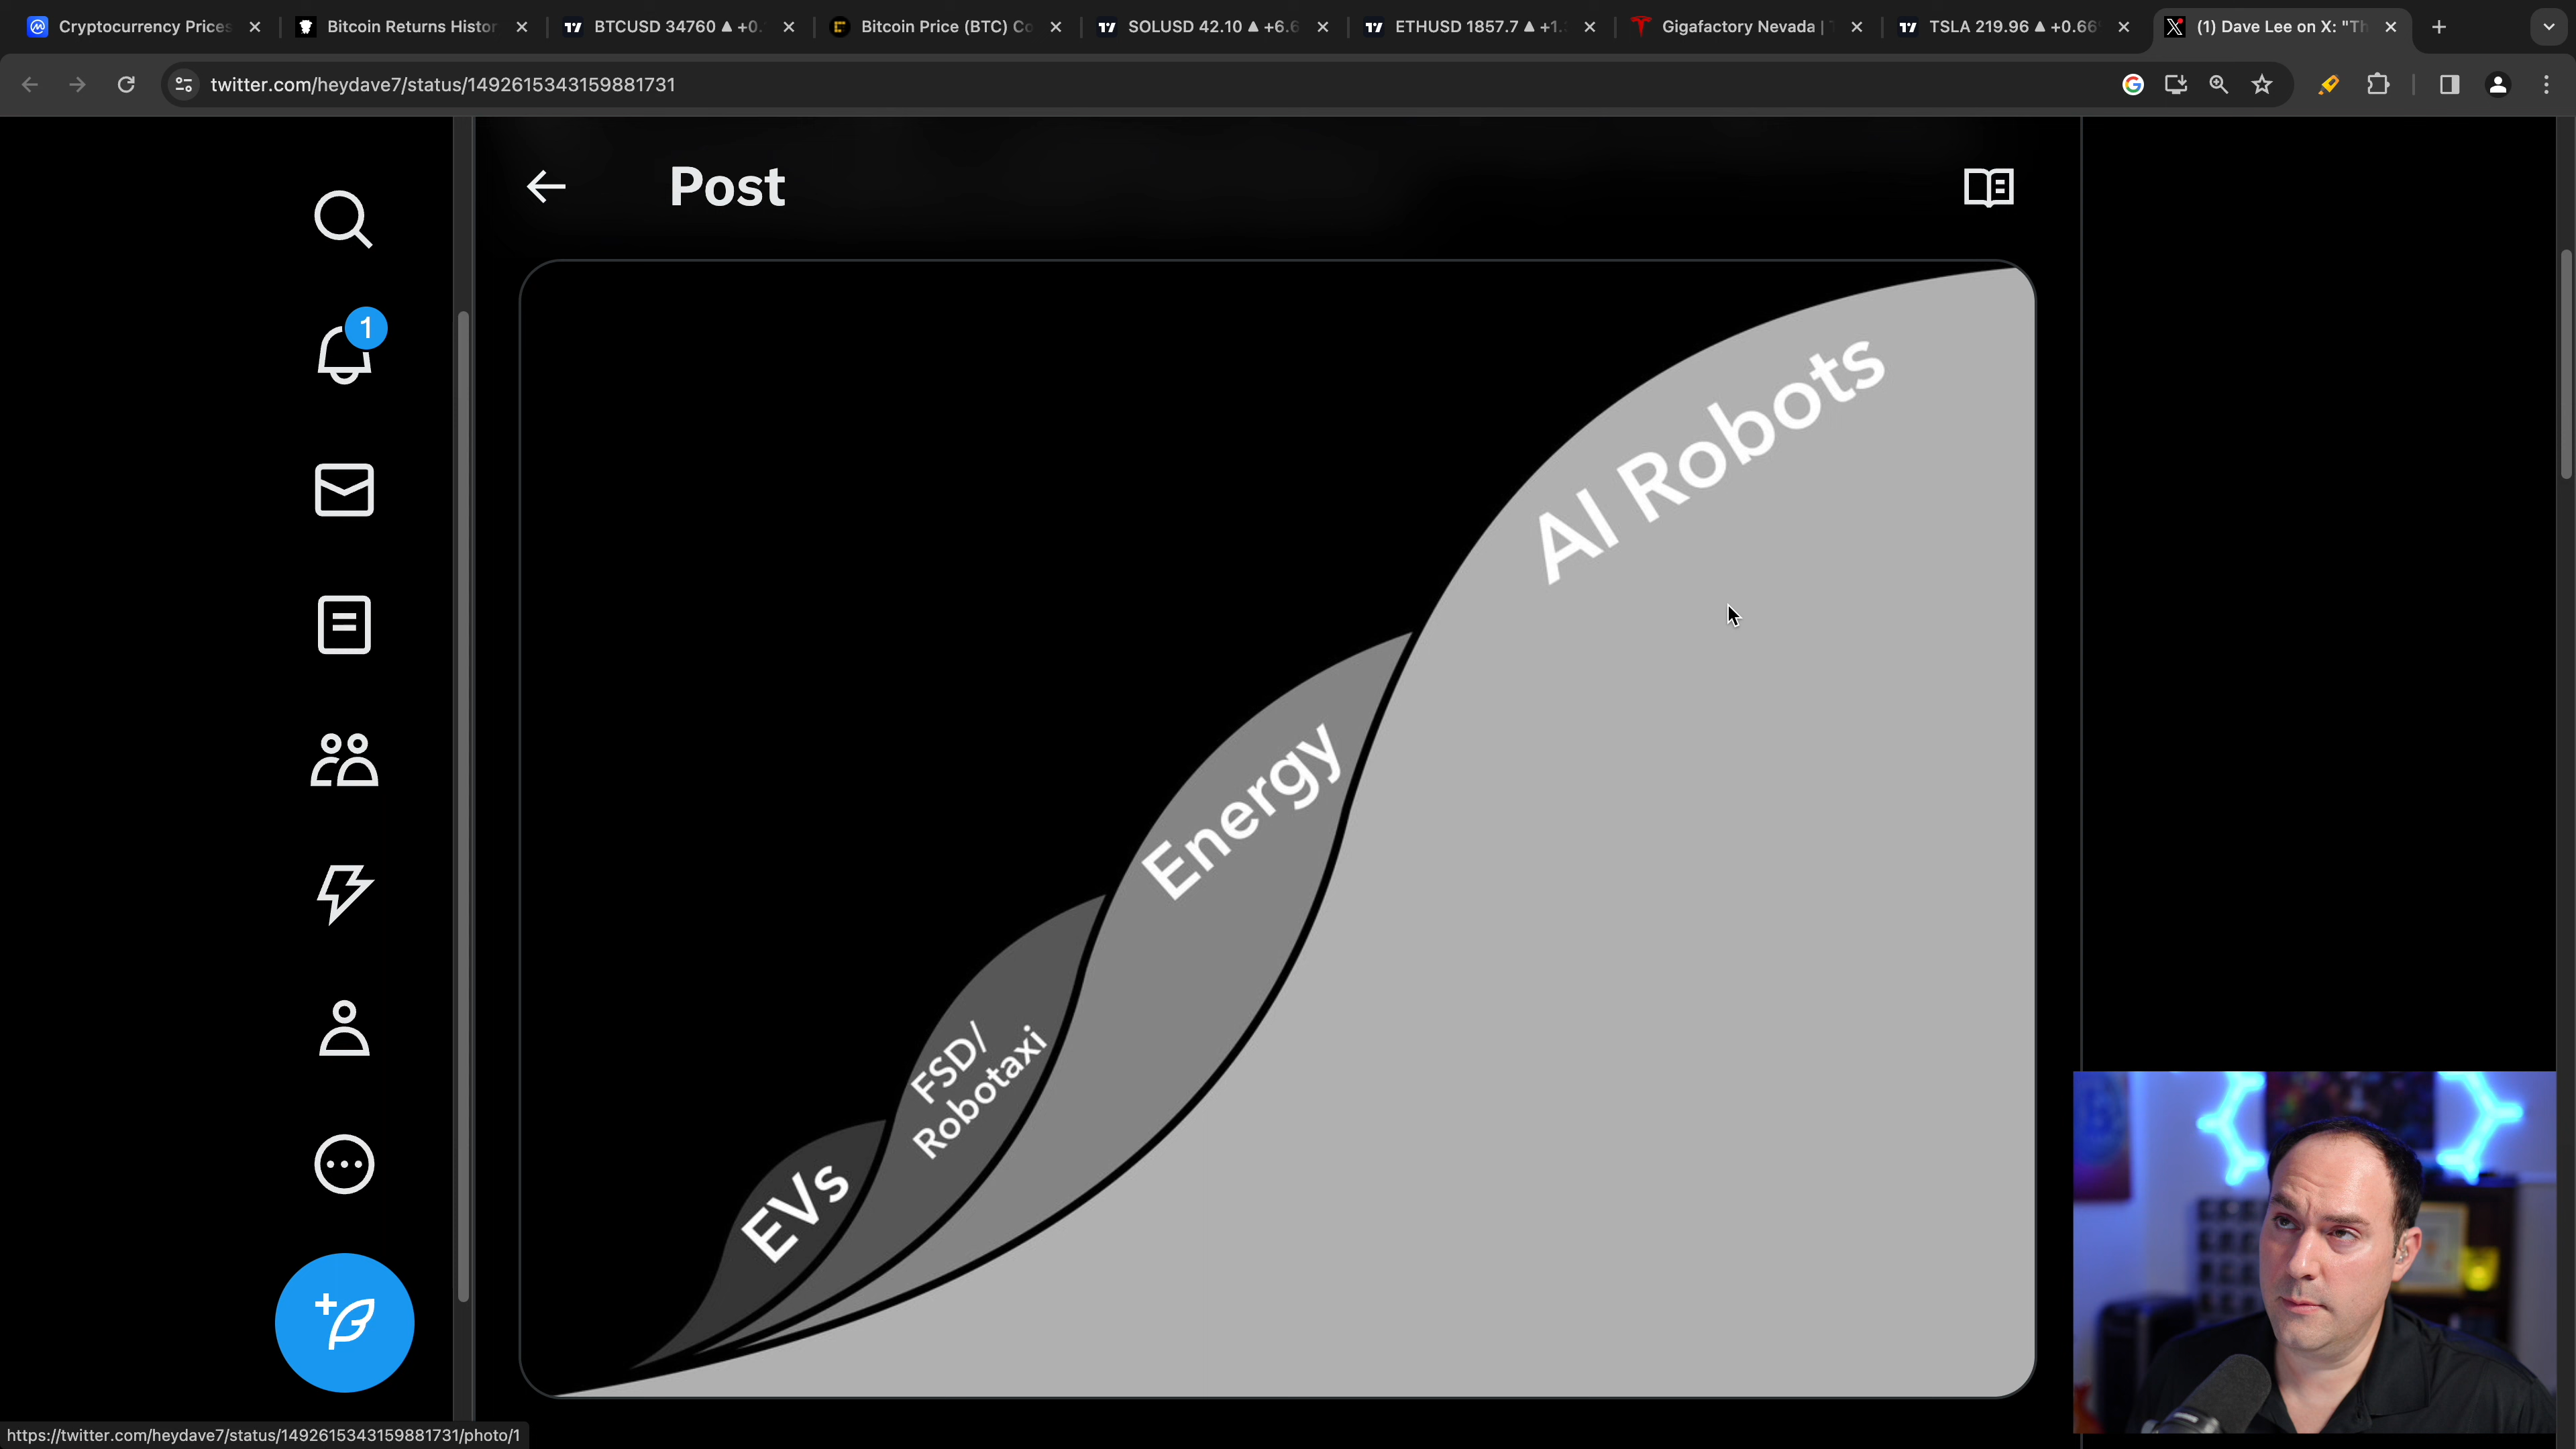 Cryptocurrency Prices
Bitcoin Returns Histor
BTCUSD 34760 ▲ +0.
Bitcoin Price (BTC) Co
SOLUSD 42.10 ▲ +6.6
ETHUSD 1857.7 ▲ +1.
Gigafactory Nevada | T
TSLA 219.96 ▲ +0.66
(1) Dave Lee on X: "Th
twitter.com/heydave7/status/1492615343159881731
Post
1
AI Robots
Energy
FSD/
Robotaxi
EVs
https://twitter.com/heydave7/status/1492615343159881731/photo/1